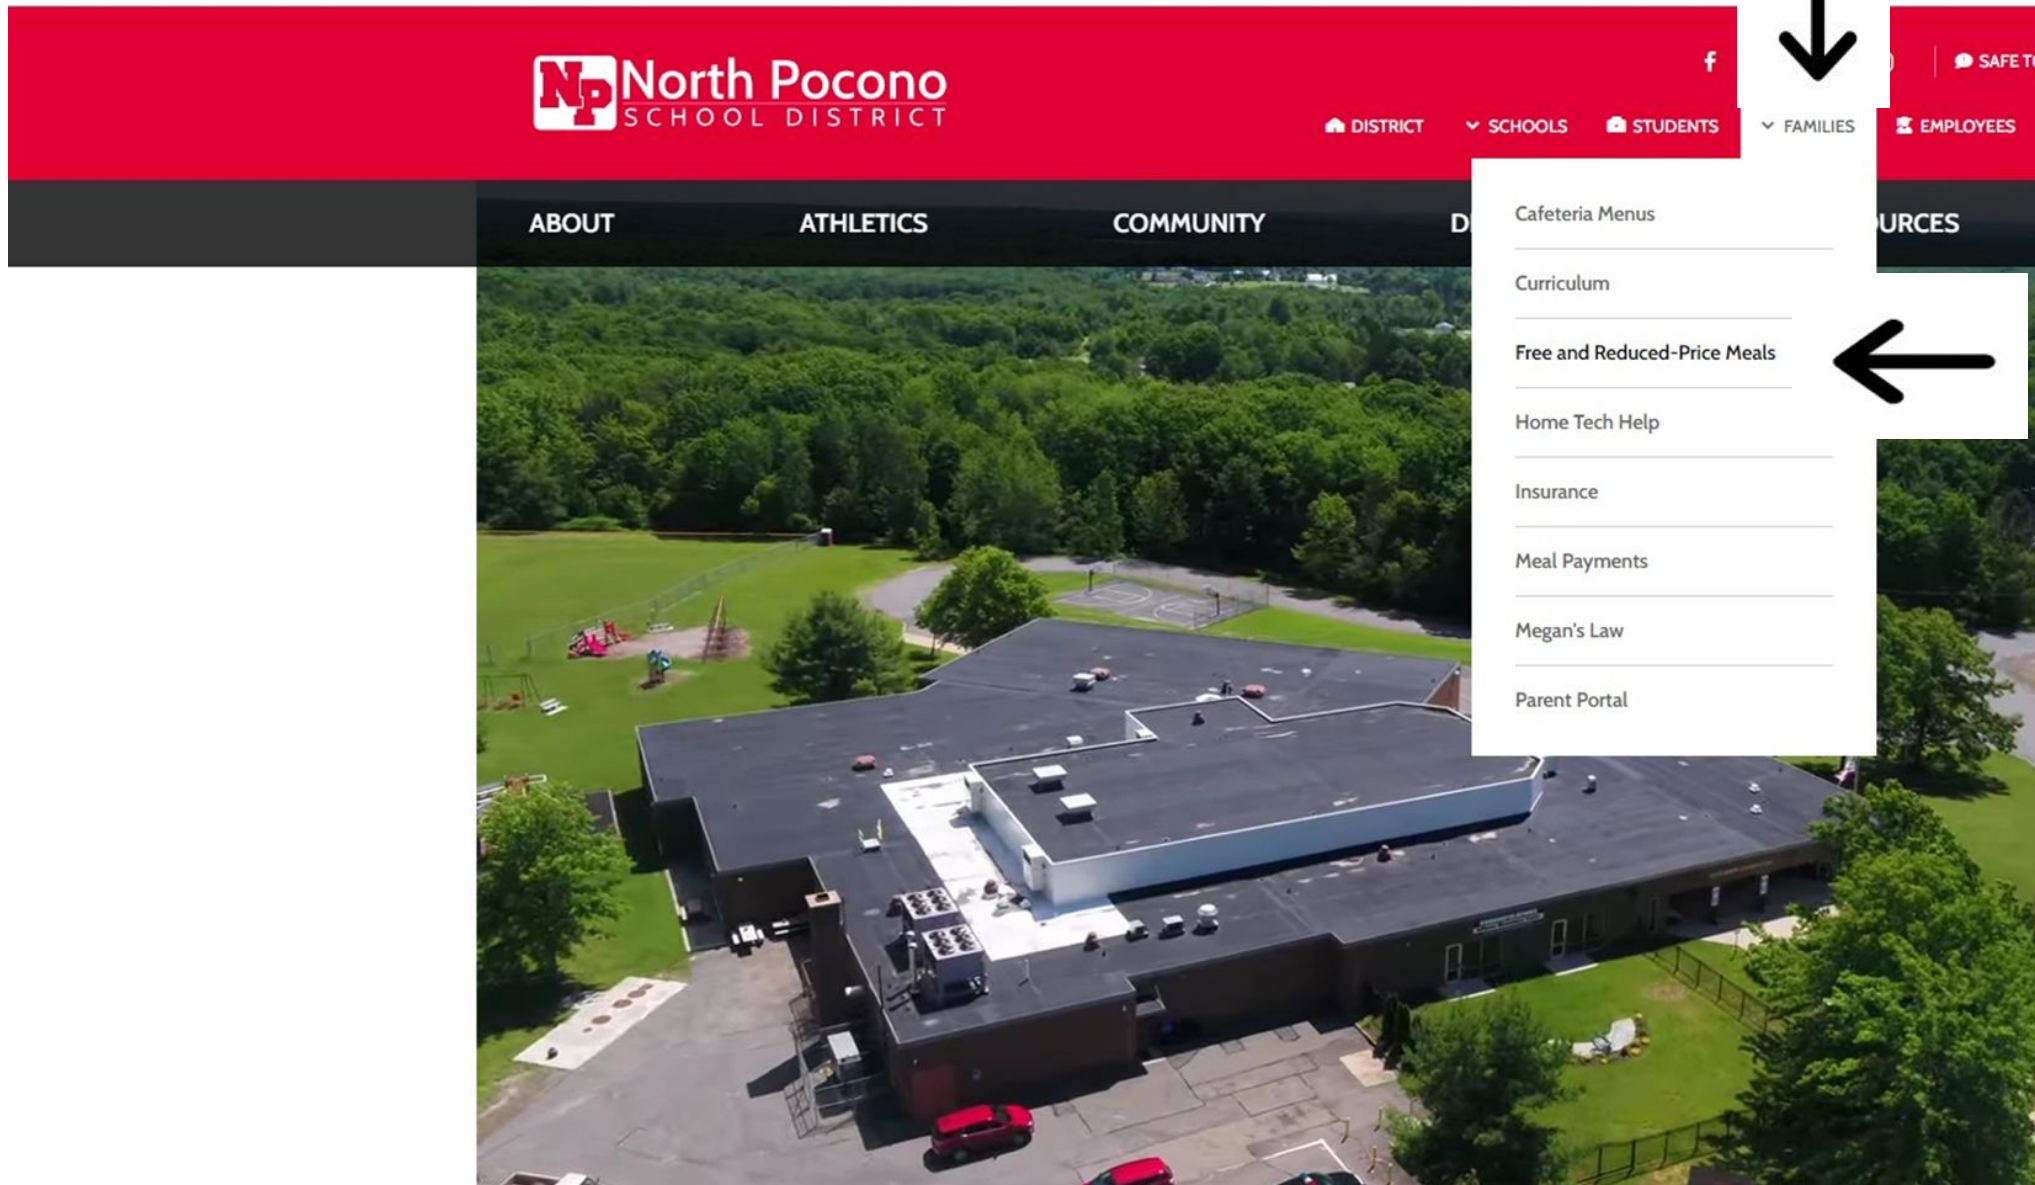 NP North Pocono
SCHOOL DISTRICT
f
SAFE
DISTRICT SCHOOLS STUDENTS FAMILIES EMPLOYEES
ABOUT ATHLETICS COMMUNITY
Cafeteria Menus
Curriculum
Free and Reduced-Price Meals
Home Tech Help
Insurance
Meal Payments
Megan's Law
Parent Portal